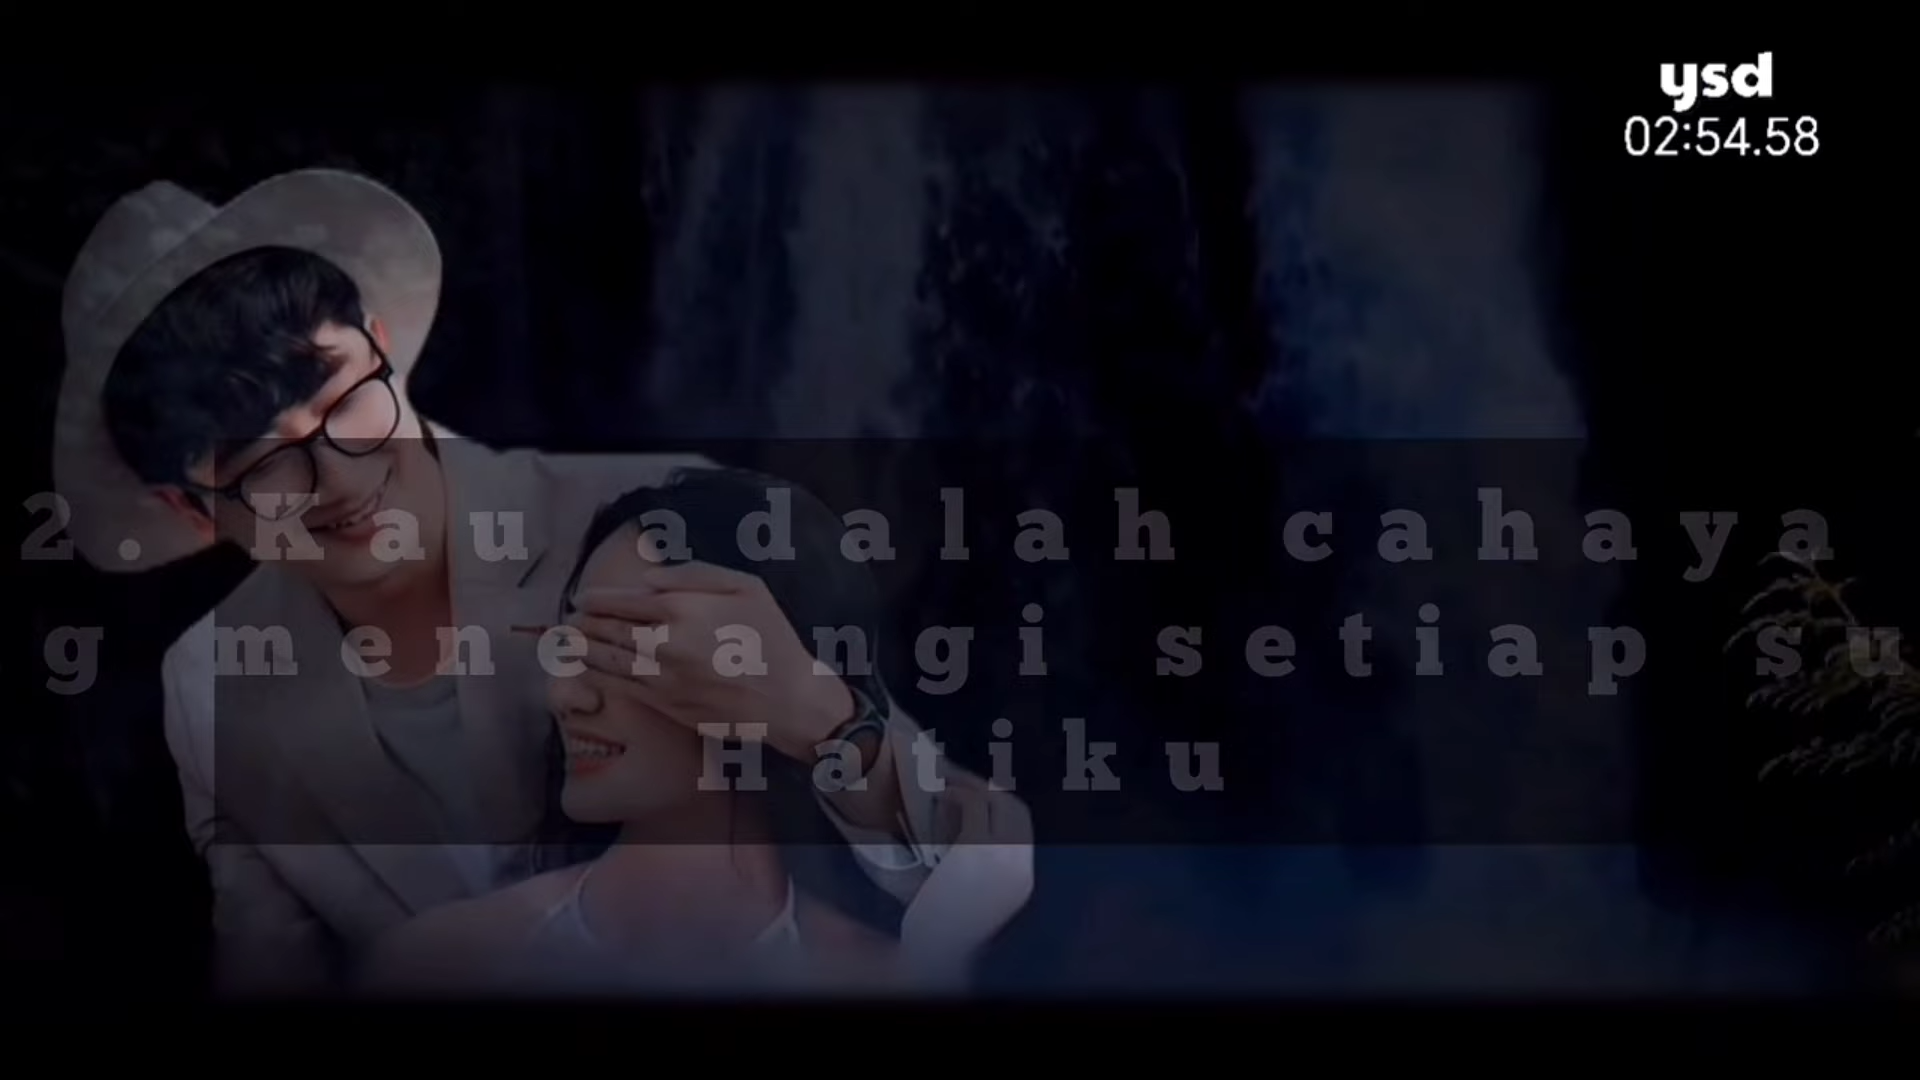 ysd
02:54.58
2. Kau adalah cahaya
g menerangi setiap su
Hatiku